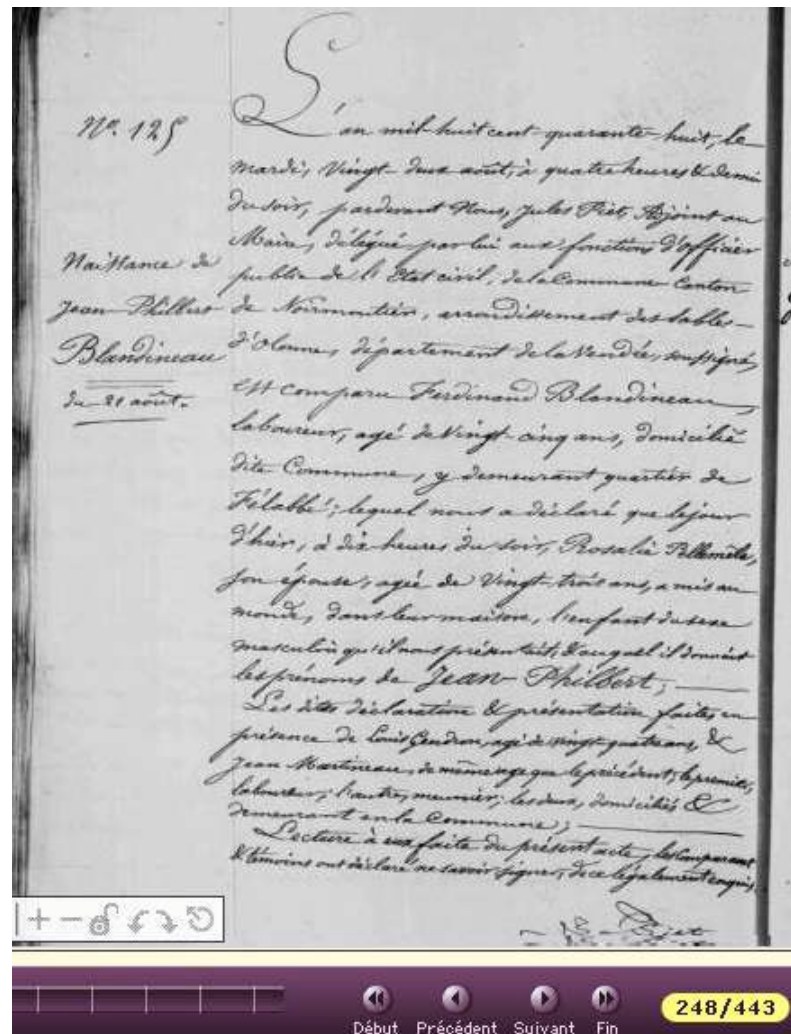 N.º 125
Naissance de
Jean Philbert
Blandineau
du 21 août.
L'an mil huit cent quarante-huit, le
mardi, vingt-deux août, à quatre heures & demie
du soir, pardevant Nous, Jules Piet, Adjoint au
Maire, délégué par lui aux fonctions d'officier
public de l'Etat civil, de la Commune Canton
de Noirmoutier, arrondissement des Sables-
d'Olonne, département de la Vendée, soussigné,
est comparu Ferdinand Blandineau,
laboureur, agé de vingt-cinq ans, domicilié
dite Commune, y demeurant quartier de
; lequel nous a déclaré que le jour
d'hier, à dix heures du soir, Rosalie Pellemèle,
son épouse, agée de vingt-trois ans, a mis au
monde, dans leur maison, l'enfant du sexe
masculin qu'il nous présentait, & auquel il donnait
les prénoms de Jean Philbert;
Les dites déclaration & présentation faites en
présence de Louis Gendron, agé de vingt-quatre ans, &
Jean Martineau, de même age que le précédent; le premier,
laboureur; l'autre, meunier; les deux, domiciliés &
demeurant en la Commune;
Lecture à eux faite du présent acte, les Comparant
& témoins ont déclaré ne savoir signer, de ce légalement enquis.
Piet
Début Précédent Suivant Fin
248/443